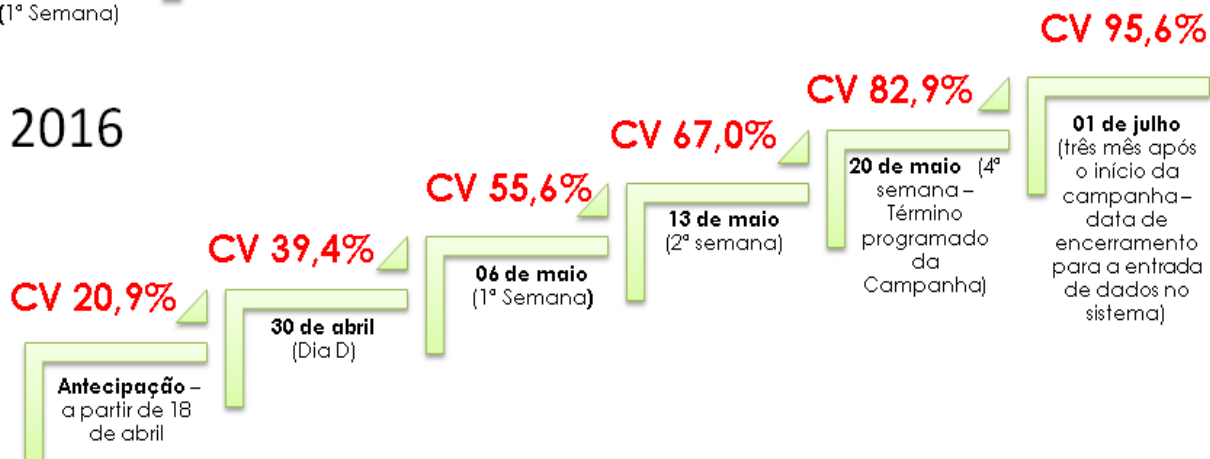 (1ª Semana)
2016
CV 20,9%
Antecipação –
a partir de 18
de abril
CV 39,4%
30 de abril
(Dia D)
CV 55,6%
06 de maio
(1ª Semana)
CV 67,0%
13 de maio
(2ª semana)
CV 82,9%
20 de maio (4ª
semana –
Término
programado
da
Campanha)
CV 95,6%
01 de julho
(três mês após
o início da
campanha –
data de
encerramento
para a entrada
de dados no
sistema)